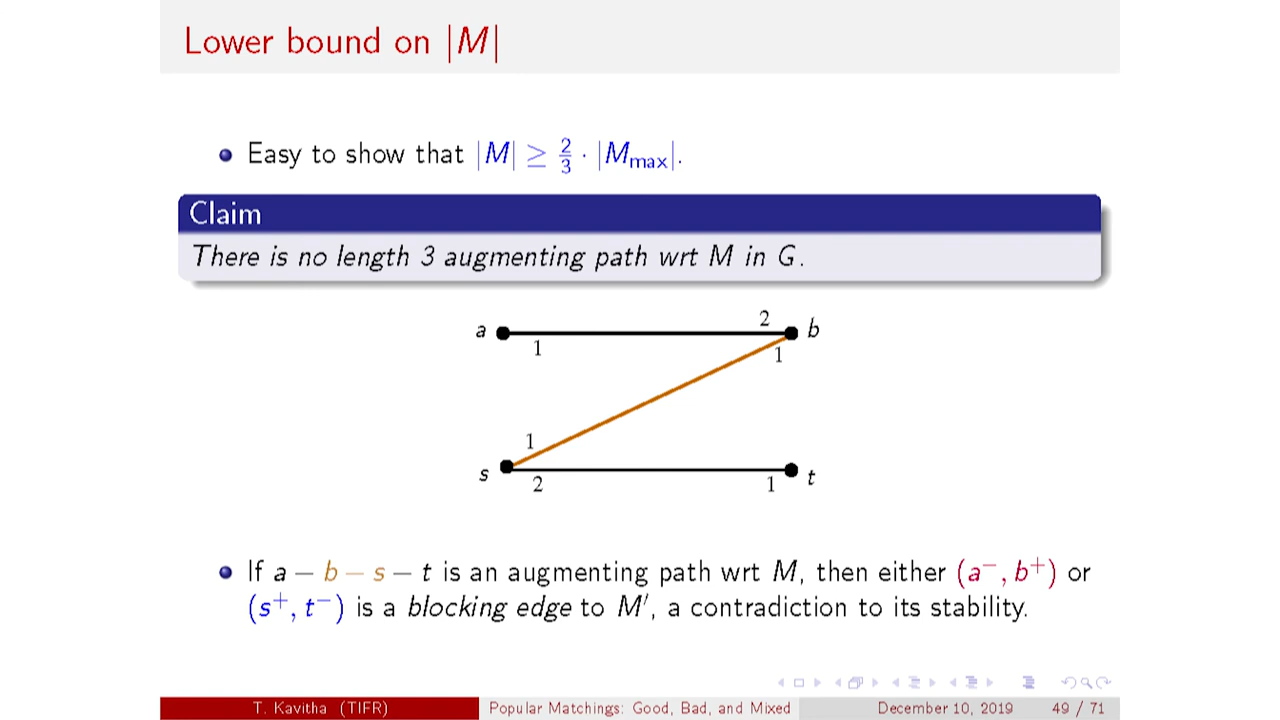 Lower bound on |M|
• Easy to show that |M| ≥ 2/3 · |M_max|.
Claim
There is no length 3 augmenting path wrt M in G.
a 1 2 b
1
1
s 2 1 t
• If a – b – s – t is an augmenting path wrt M, then either (a⁻, b⁺) or
(s⁺, t⁻) is a blocking edge to M′, a contradiction to its stability.
T. Kavitha (TIFR) Popular Matchings: Good, Bad, and Mixed December 10, 2019 49 / 71